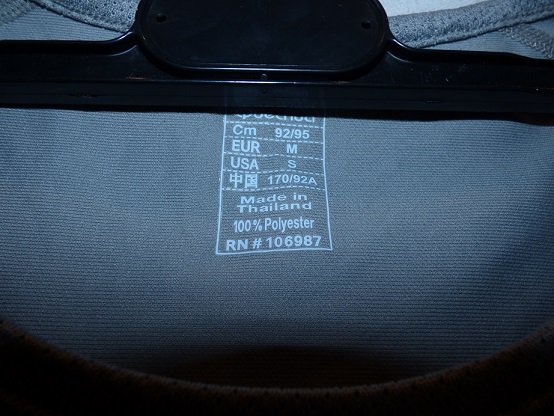 Cm 92/95
EUR M
USA S
中国 170/92A
Made in
Thailand
100% Polyester
RN # 106987